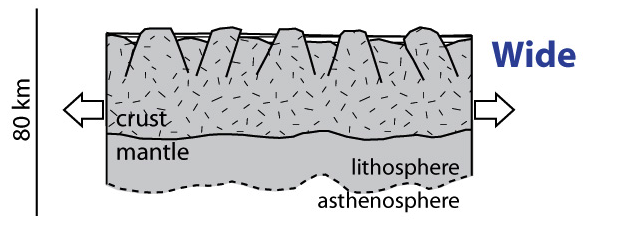 Wide
80 km
crust
mantle
lithosphere
asthenosphere